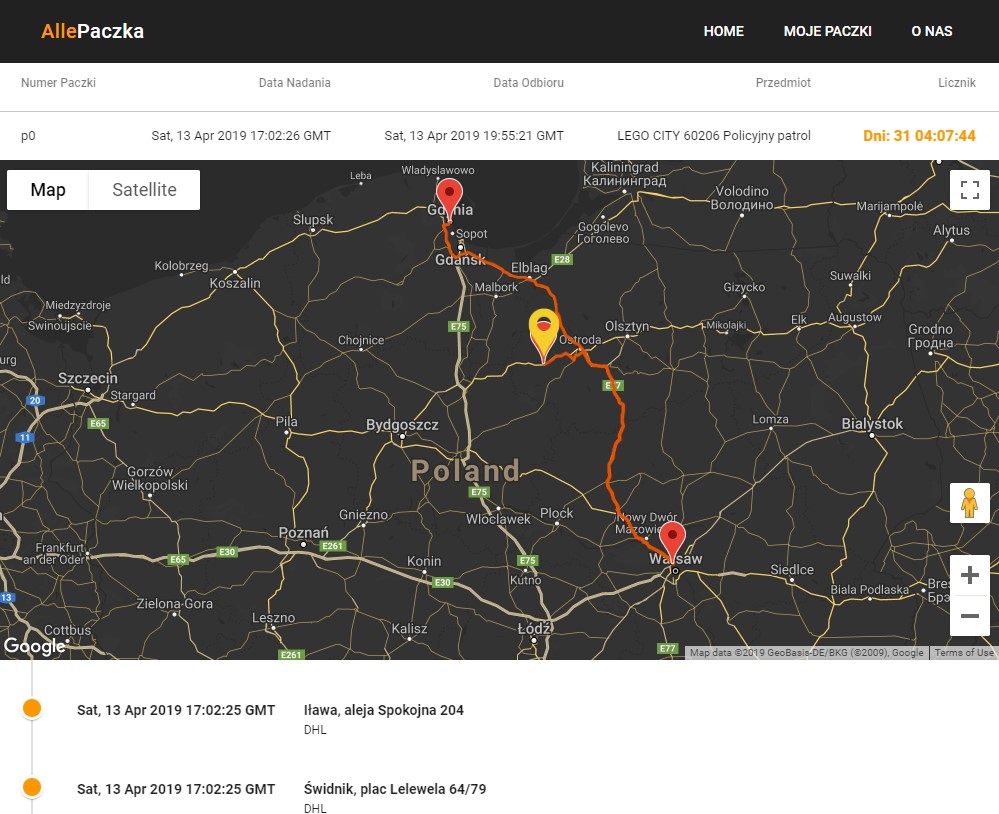 AllePaczka
HOME MOJE PACZKI O NAS
Numer Paczki Data Nadania Data Odbioru Przedmiot Licznik
p0 Sat, 13 Apr 2019 17:02:26 GMT Sat, 13 Apr 2019 19:55:21 GMT LEGO CITY 60206 Policyjny patrol Dni: 31 04:07:44
Map Satellite
Leba
Wladyslawowo
Kaliningrad
Калининград
Volodino
Володино
Marijampolė
Gdynia
Słupsk
Sopot
Gogolevo
Гоголево
Alytus
Gdańsk
E28
Kolobrzeg
Koszalin
Elblag
Malbork
Gizycko
Suwalki
ld
Miedzyzdroje
Swinoujscie
E75
Chojnice
Ostroda
Olsztyn
Mikolajki
Elk
Augustow
Grodno
Гродна
urg
Szczecin
Stargard
E77
20
E65
11
Pila
Bydgoszcz
Lomza
Bialystok
Poland
Gorzów
Wielkopolski
E75
Gniezno
Wloclawek
Plock
Nowy Dwór
Mazowie
Poznań
E261
Frankfurt
an der Oder
E65
E30
Konin
E75
Warsaw
Siedlce
E30
Kutno
Biala Podlaska
Bres
Брэ
13
Zielona Gora
Leszno
Kalisz
Łódź
Cottbus
Google
E261
E77
Map data ©2019 GeoBasis-DE/BKG (©2009), Google Terms of Use
Sat, 13 Apr 2019 17:02:25 GMT Iława, aleja Spokojna 204
DHL
Sat, 13 Apr 2019 17:02:25 GMT Świdnik, plac Lelewela 64/79
DHL